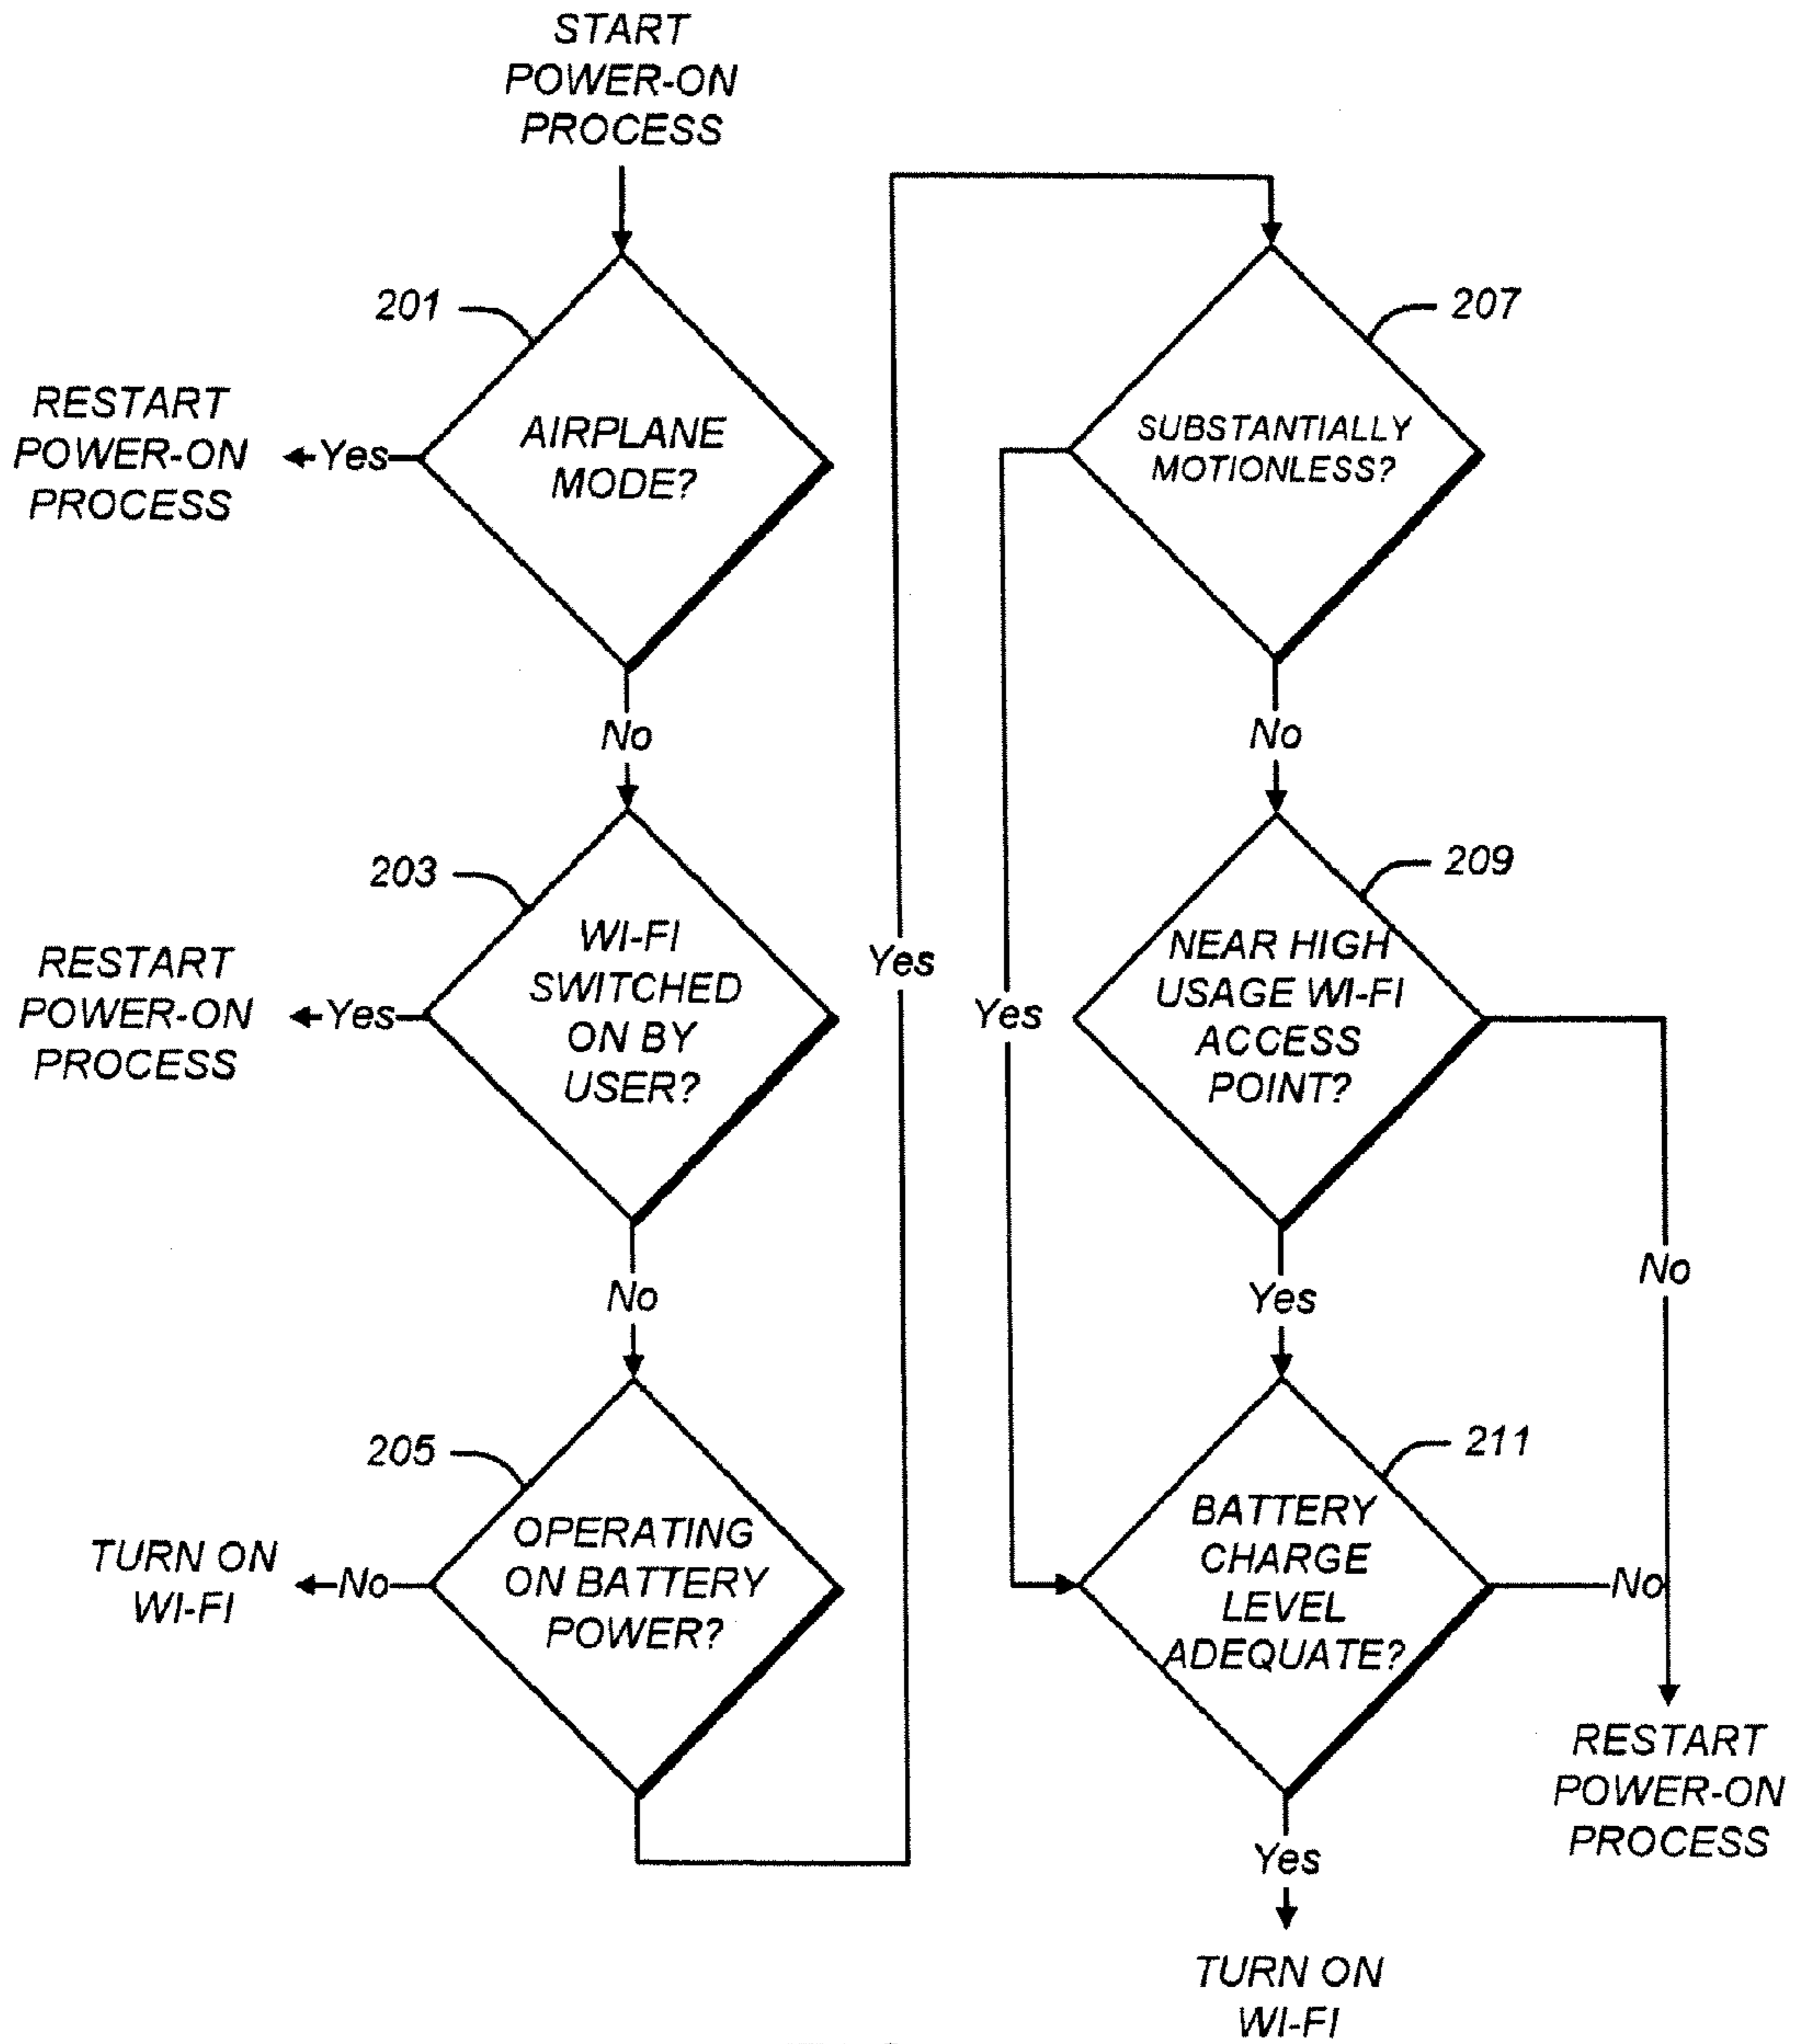 START
POWER-ON
PROCESS
201
AIRPLANE
MODE?
Yes
RESTART
POWER-ON
PROCESS
No
203
WI-FI
SWITCHED
ON BY
USER?
Yes
RESTART
POWER-ON
PROCESS
No
205
OPERATING
ON BATTERY
POWER?
No
TURN ON
WI-FI
Yes
207
SUBSTANTIALLY
MOTIONLESS?
Yes
No
209
NEAR HIGH
USAGE WI-FI
ACCESS
POINT?
No
Yes
211
BATTERY
CHARGE
LEVEL
ADEQUATE?
No
RESTART
POWER-ON
PROCESS
Yes
TURN ON
WI-FI